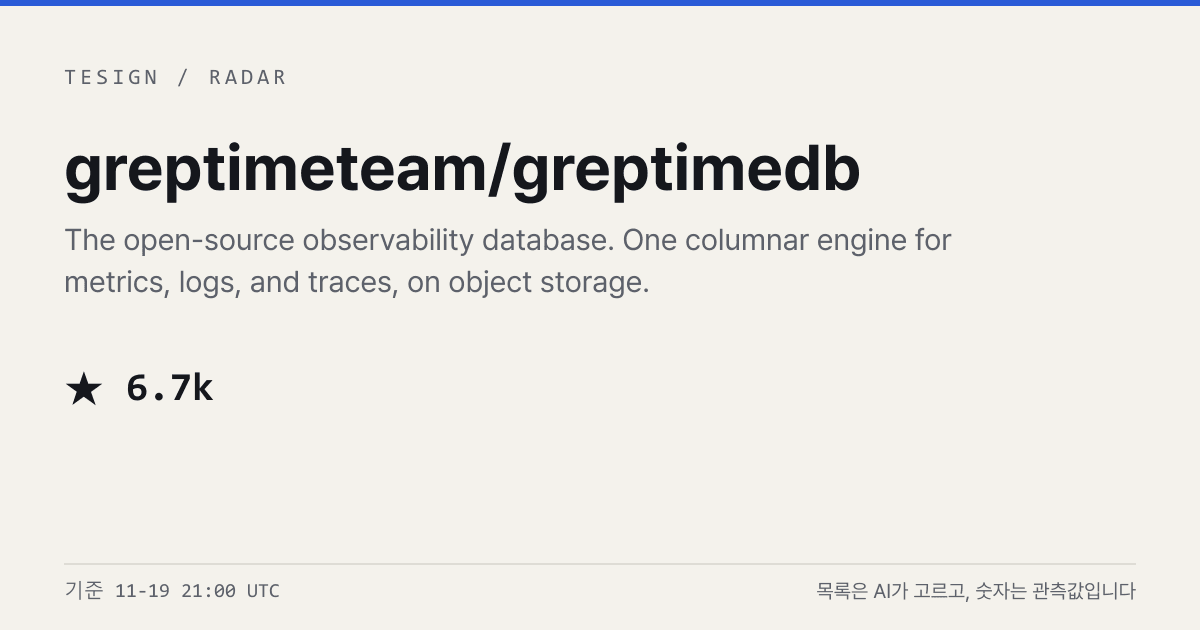 TESIGN / RADAR
greptimeteam/greptimedb
The open-source observability database. One columnar engine for
metrics, logs, and traces, on object storage.
★ 6.7k
기준 11-19 21:00 UTC
목록은 AI가 고르고, 숫자는 관측값입니다